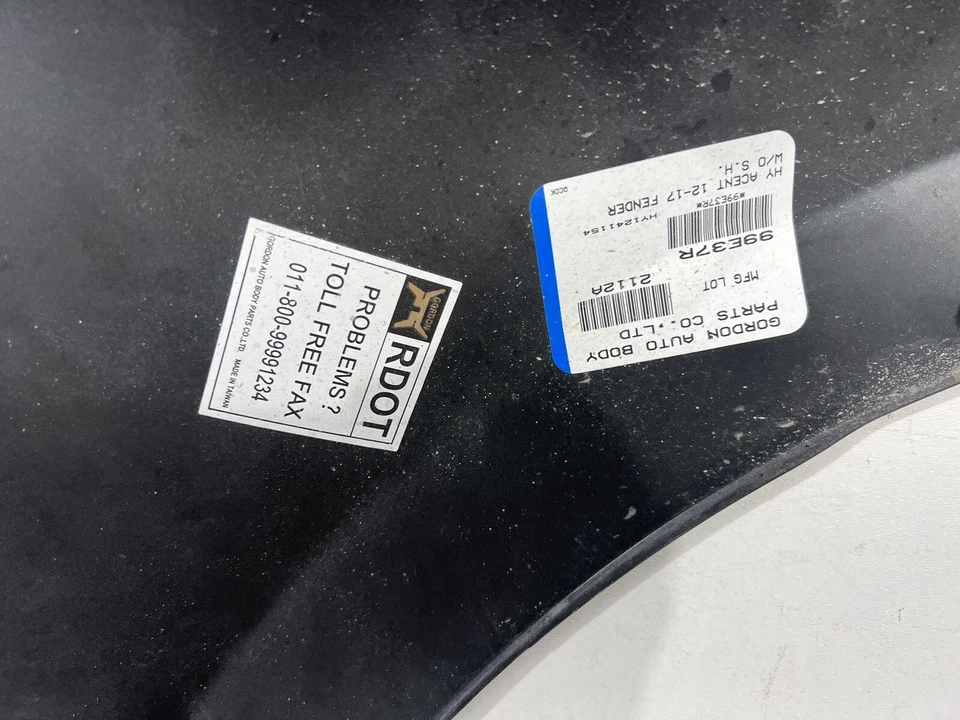 GORDON
RDOT
PROBLEMS ?
TOLL FREE FAX
011-800-99991234
GORDON AUTO BODY PARTS CO.,LTD. MADE IN TAIWAN
GORDON AUTO BODY
PARTS CO.,LTD
MFG LOT 2112A
99E37R
*99E37R* HY1241154
HY ACENT 12-17 FENDER
W/O S.H.
QCOK